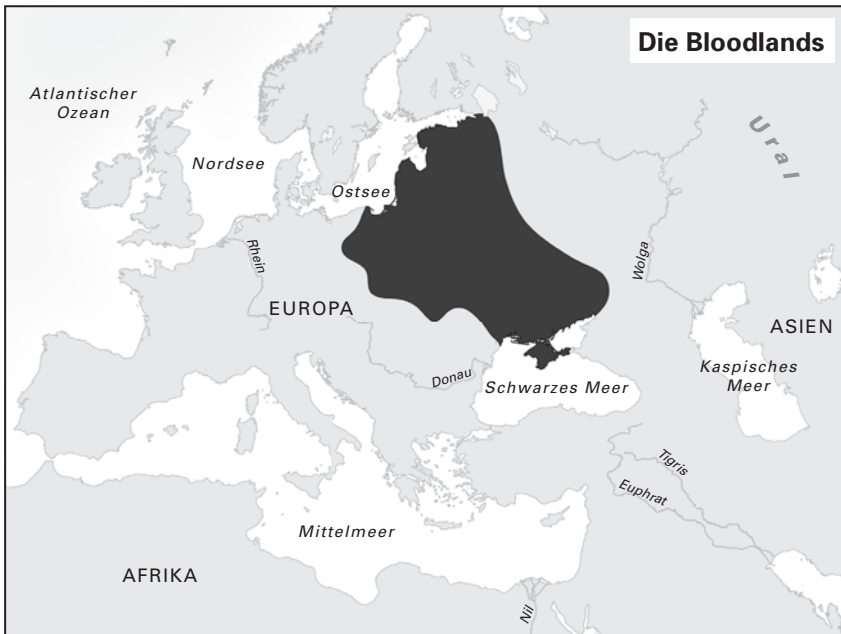 Die Bloodlands
Atlantischer
Ozean
Nordsee
Ostsee
Ural
Rhein
Wolga
EUROPA
ASIEN
Kaspisches
Meer
Donau
Schwarzes Meer
Tigris
Euphrat
Mittelmeer
AFRIKA
Nil